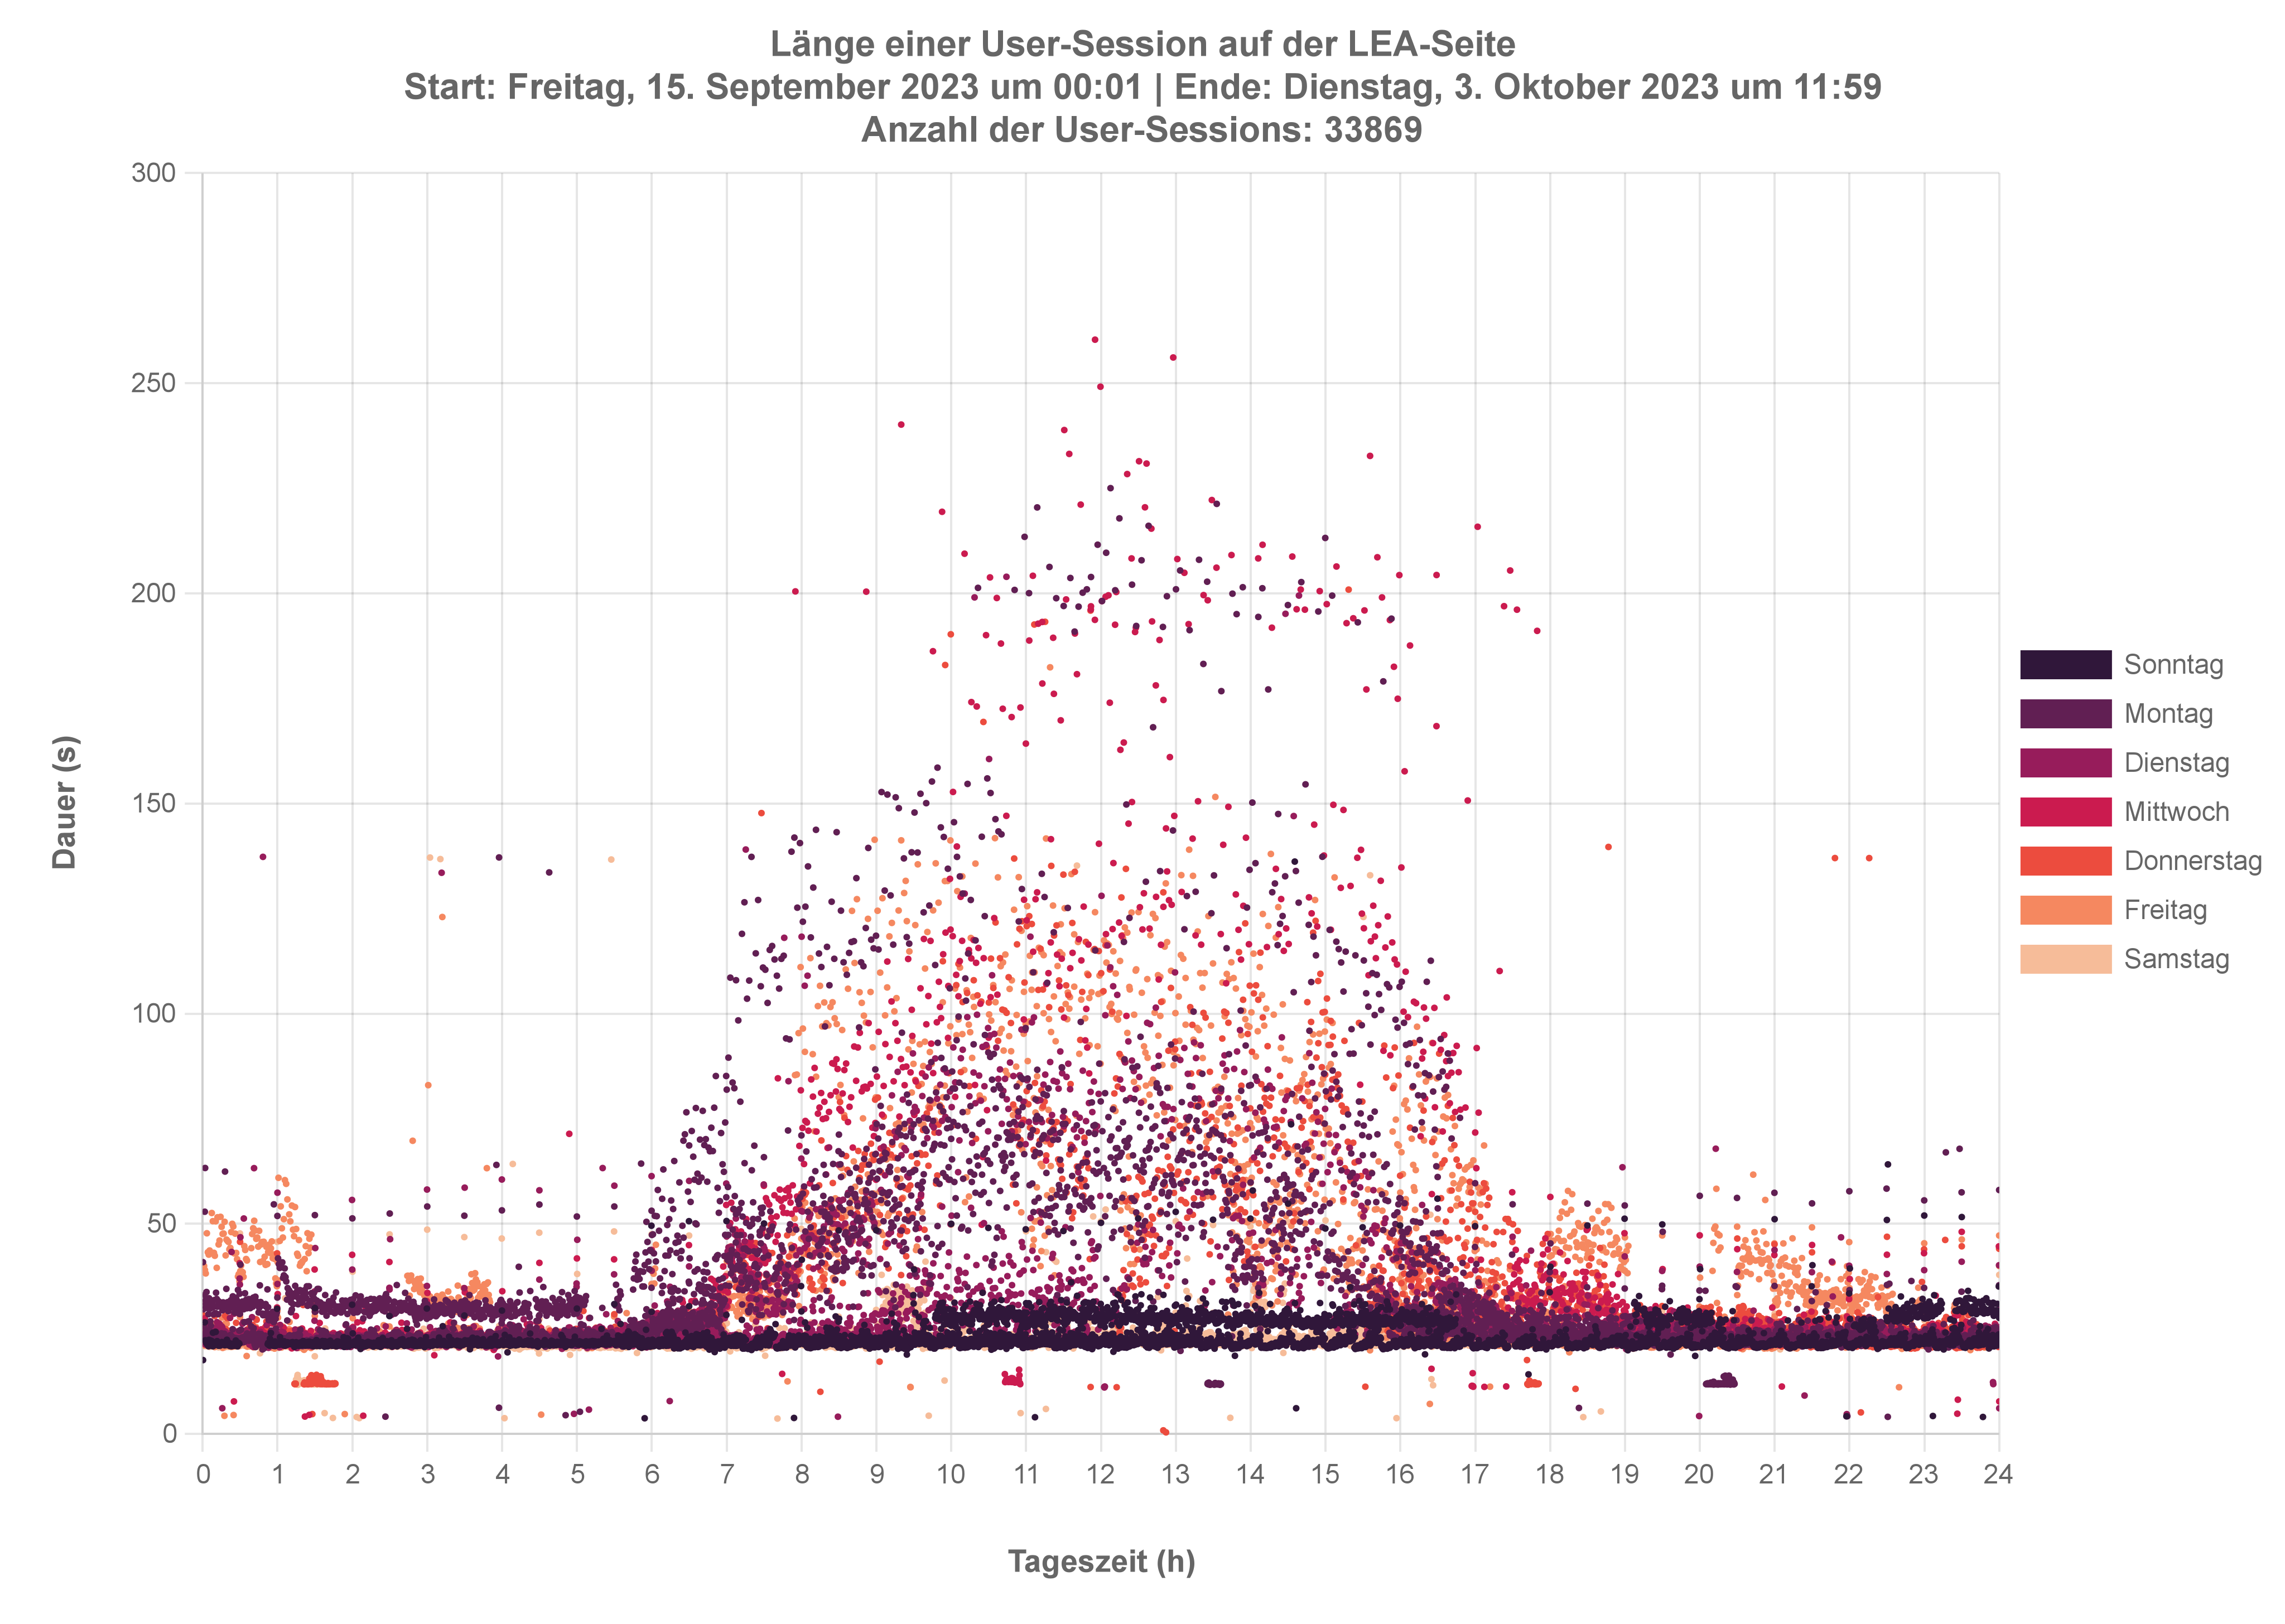 Länge einer User-Session auf der LEA-Seite
Start: Freitag, 15. September 2023 um 00:01 | Ende: Dienstag, 3. Oktober 2023 um 11:59
Anzahl der User-Sessions: 33869
300
250
200
150
100
50
0
Dauer (s)
0 1 2 3 4 5 6 7 8 9 10 11 12 13 14 15 16 17 18 19 20 21 22 23 24
Tageszeit (h)
Sonntag
Montag
Dienstag
Mittwoch
Donnerstag
Freitag
Samstag